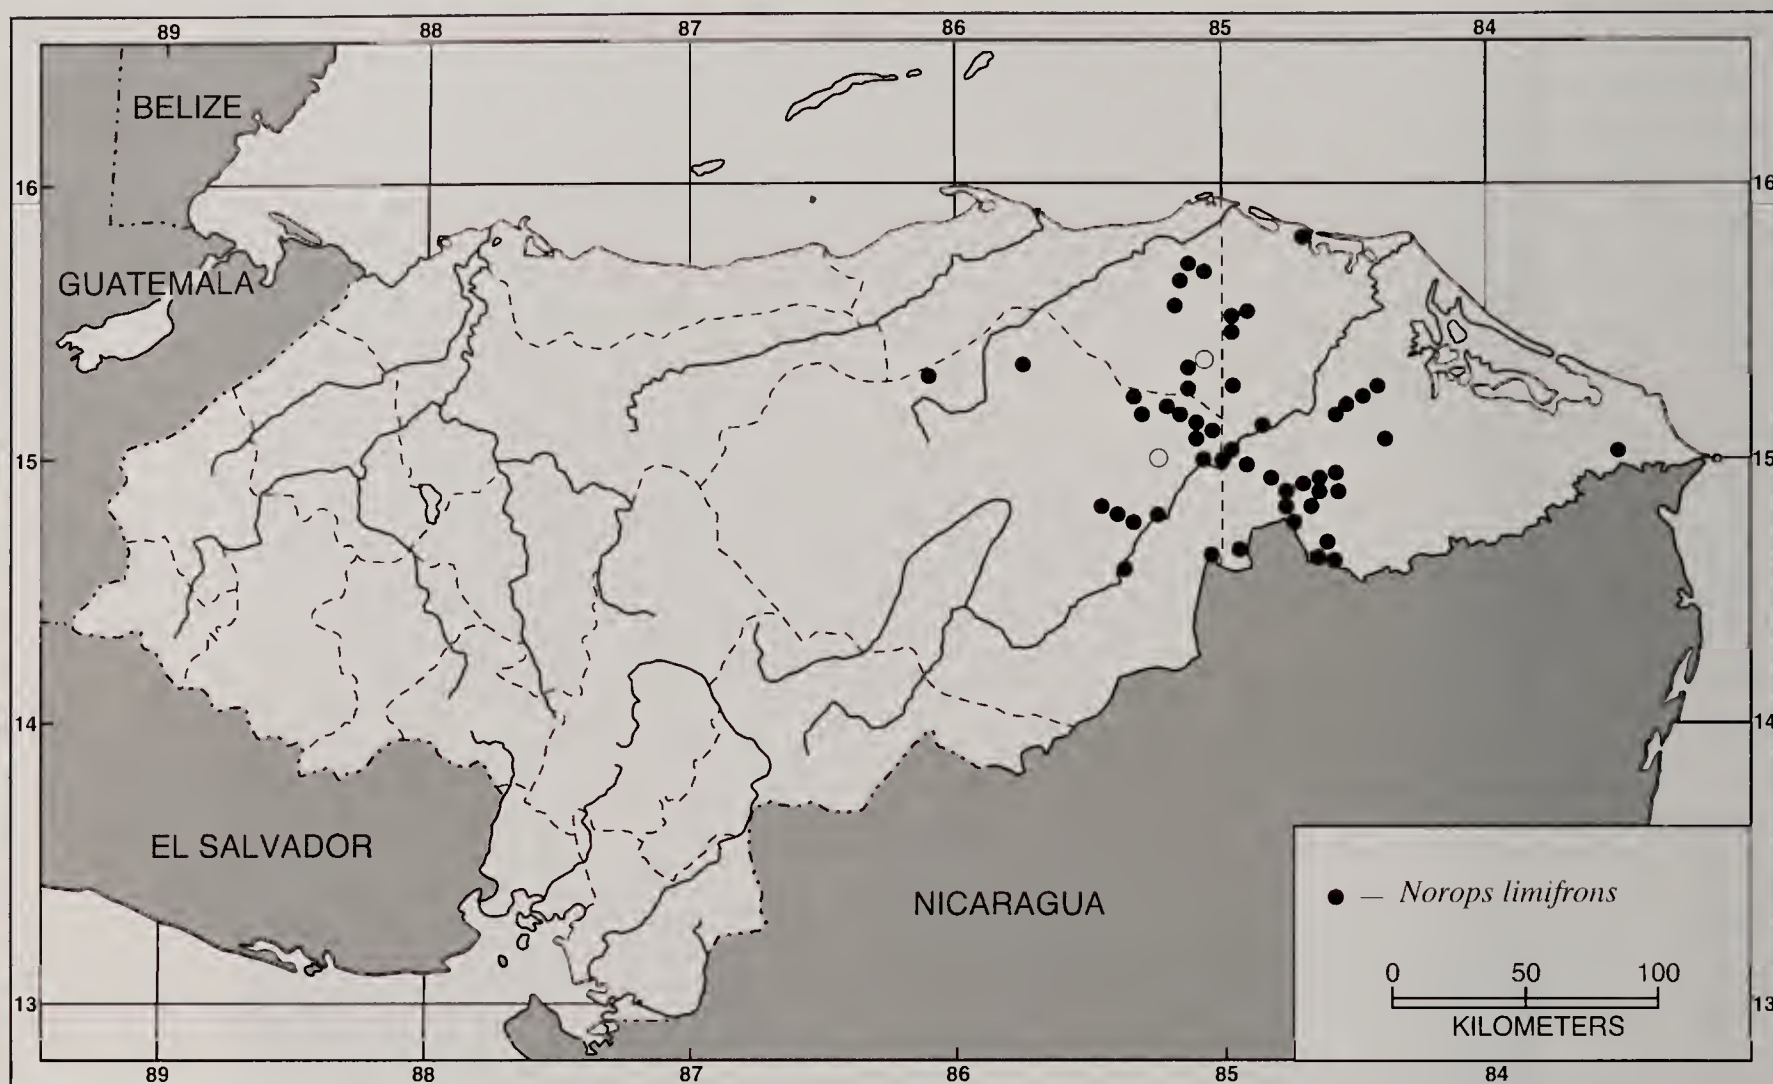 89 88 87 86 85 84
BELIZE
16 16
GUATEMALA
15 15
14 14
EL SALVADOR
NICARAGUA
● — Norops limifrons
0 50 100
KILOMETERS
13 13
89 88 87 86 85 84